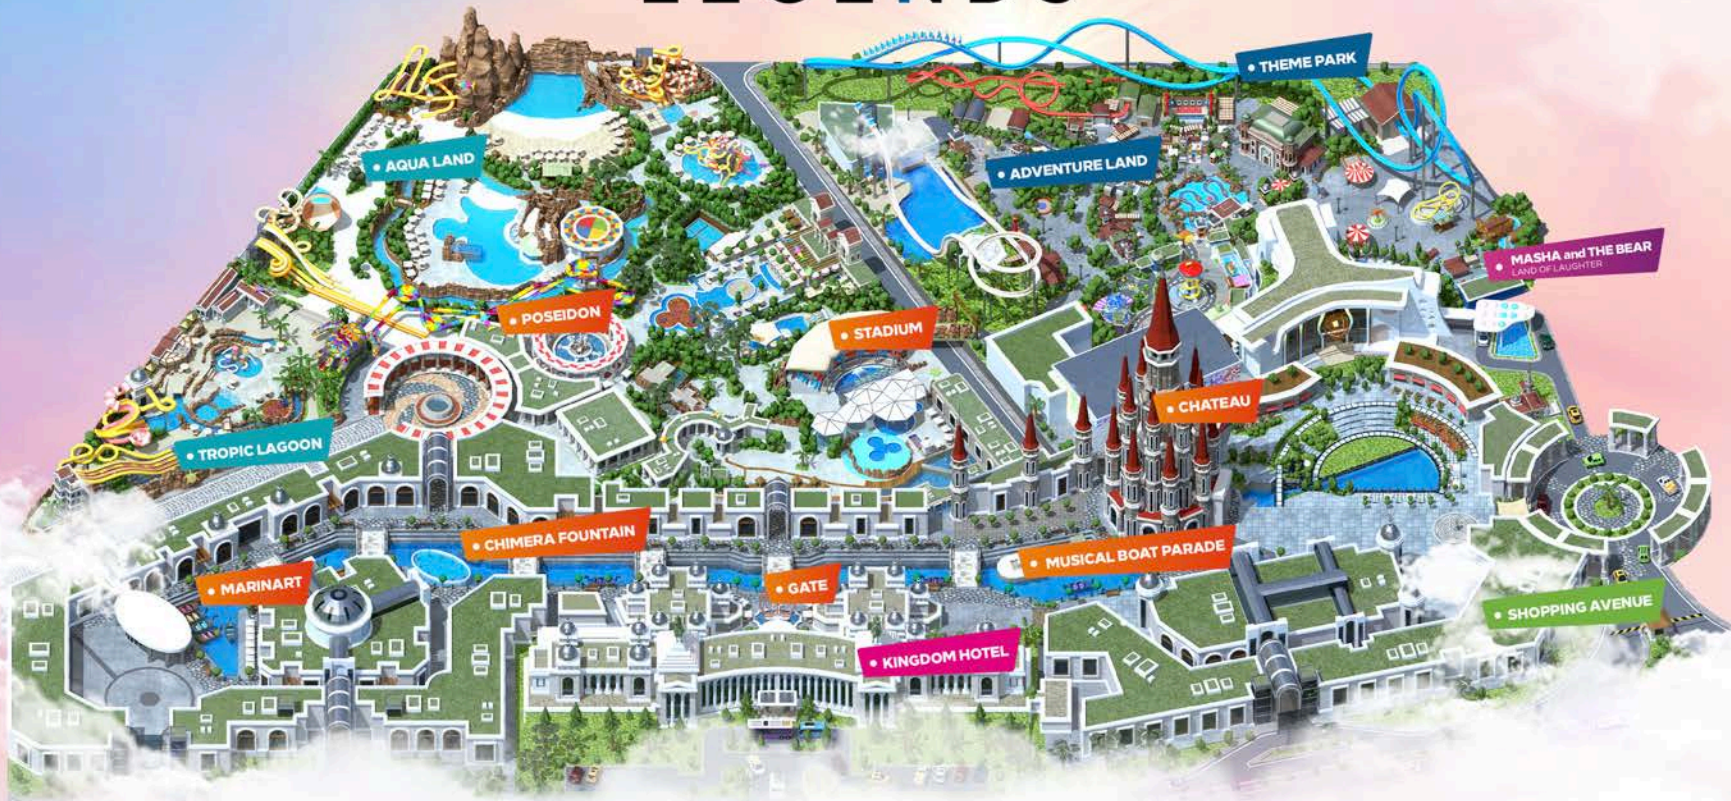 LEGENDS
THEME PARK
AQUA LAND
ADVENTURE LAND
MASHA and THE BEAR
LAND OF LAUGHTER
POSEIDON
STADIUM
CHATEAU
TROPIC LAGOON
CHIMERA FOUNTAIN
MUSICAL BOAT PARADE
MARINART
GATE
SHOPPING AVENUE
KINGDOM HOTEL